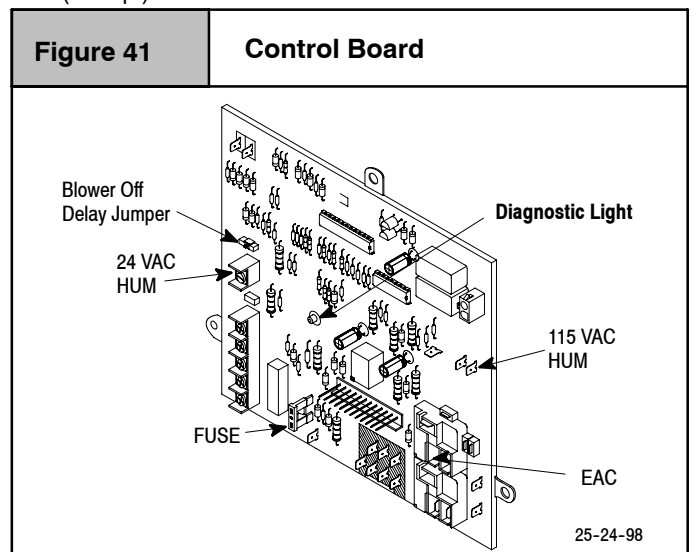 Figure 41
Control Board
Blower Off
Delay Jumper
Diagnostic Light
24 VAC
HUM
115 VAC
HUM
FUSE
EAC
25-24-98